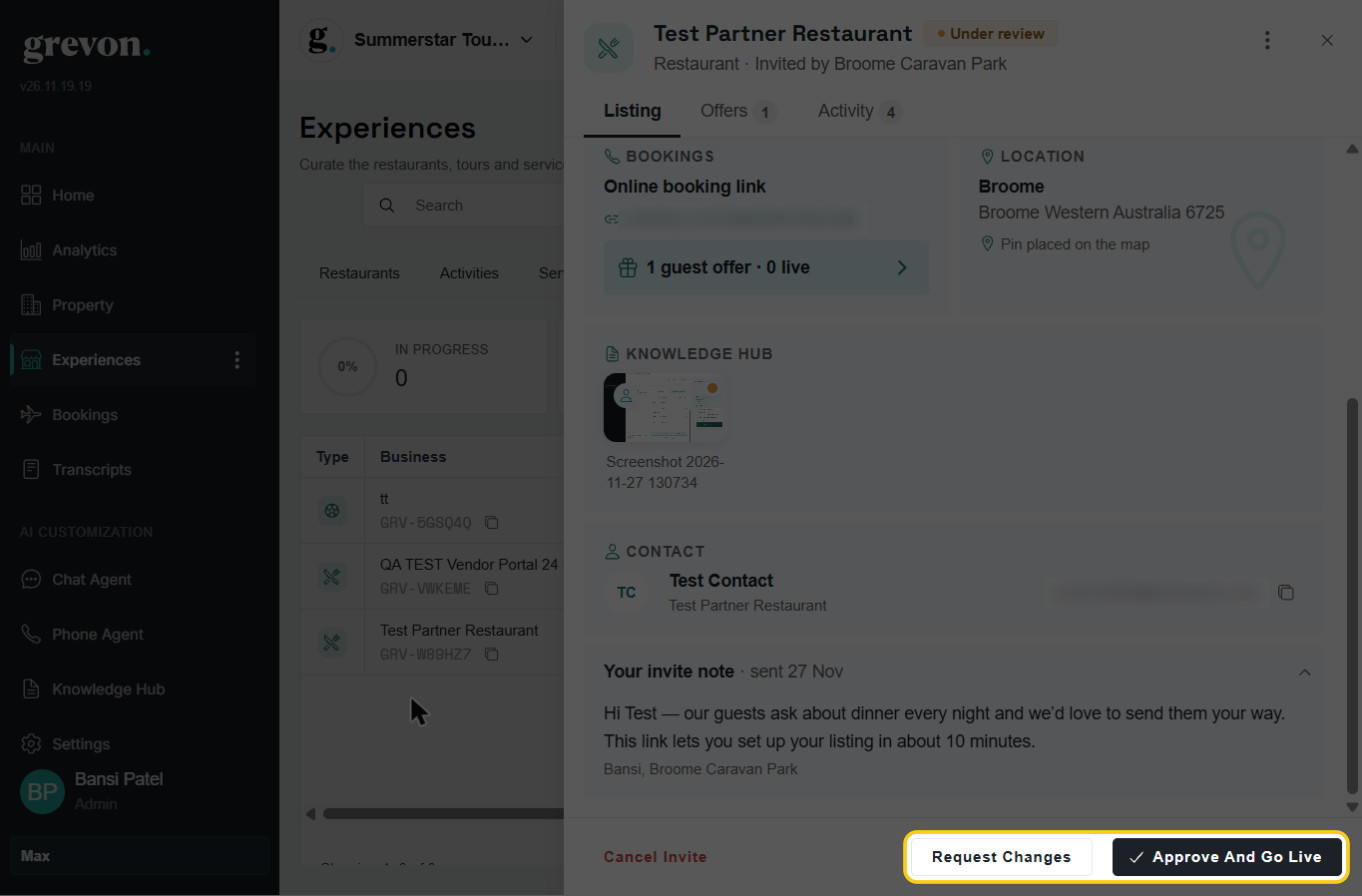 grevon.
v26.11.19.19
MAIN
Home
Analytics
Property
Experiences
Bookings
Transcripts
AI CUSTOMIZATION
Chat Agent
Phone Agent
Knowledge Hub
Settings
BP
Bansi Patel
Admin
Max
g.
Summerstar Tou...
Experiences
Curate the restaurants, tours and servic
Search
Restaurants
Activities
Ser
0%
IN PROGRESS
0
Type
Business
tt
GRV-5GSQ4Q
QA TEST Vendor Portal 24
GRV-VWKEME
Test Partner Restaurant
GRV-W89HZ7
Test Partner Restaurant
Under review
Restaurant · Invited by Broome Caravan Park
Listing
Offers 1
Activity 4
BOOKINGS
Online booking link
1 guest offer · 0 live
LOCATION
Broome
Broome Western Australia 6725
Pin placed on the map
KNOWLEDGE HUB
Screenshot 2026-
11-27 130734
CONTACT
TC
Test Contact
Test Partner Restaurant
Your invite note · sent 27 Nov
Hi Test — our guests ask about dinner every night and we'd love to send them your way.
This link lets you set up your listing in about 10 minutes.
Bansi, Broome Caravan Park
Cancel Invite
Request Changes
Approve And Go Live